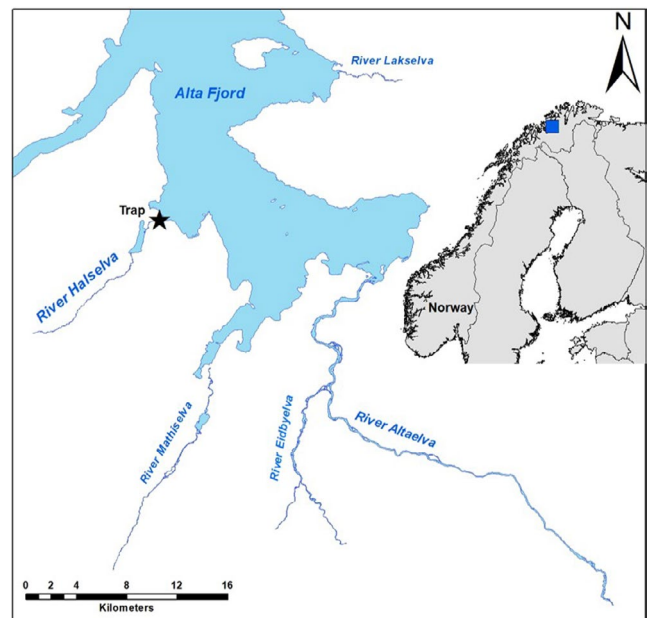 N
River Lakselva
Alta Fjord
Trap
River Halselva
Norway
River Mathiselva
River Eidbyelva
River Altaelva
0 2 4 8 12 16
Kilometers